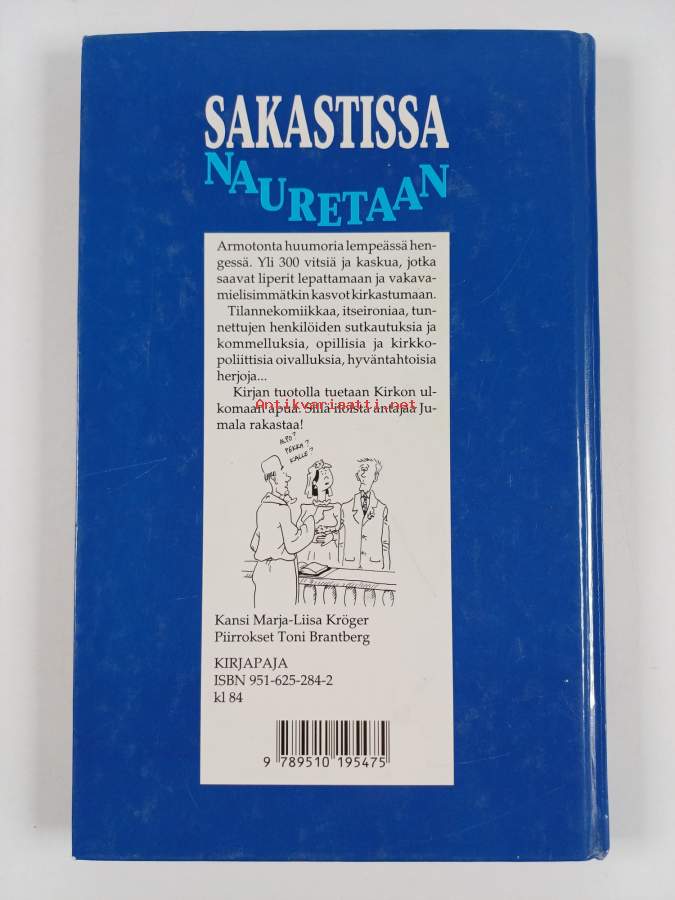 SAKASTISSA
NAURETAAN
Armotonta huumoria lempeässä hen-
gessä. Yli 300 vitsiä ja kaskua, jotka
saavat liperit lepattamaan ja vakava-
mielisimmätkin kasvot kirkastumaan.
Tilannekomiikkaa, itseironiaa, tun-
nettujen henkilöiden sutkautuksia ja
kommelluksia, opillisia ja kirkko-
poliittisia oivalluksia, hyväntahtoisia
herjoja...
Kirjan tuotolla tuetaan Kirkon ul-
komaan apua. Sillä iloista antajaa Ju-
Antikvariaatti.net
mala rakastaa!
ALPO?
PEKKA?
KALLE?
Kansi Marja-Liisa Kröger
Piirrokset Toni Brantberg
KIRJAPAJA
ISBN 951-625-284-2
kl 84
9 789510 195475